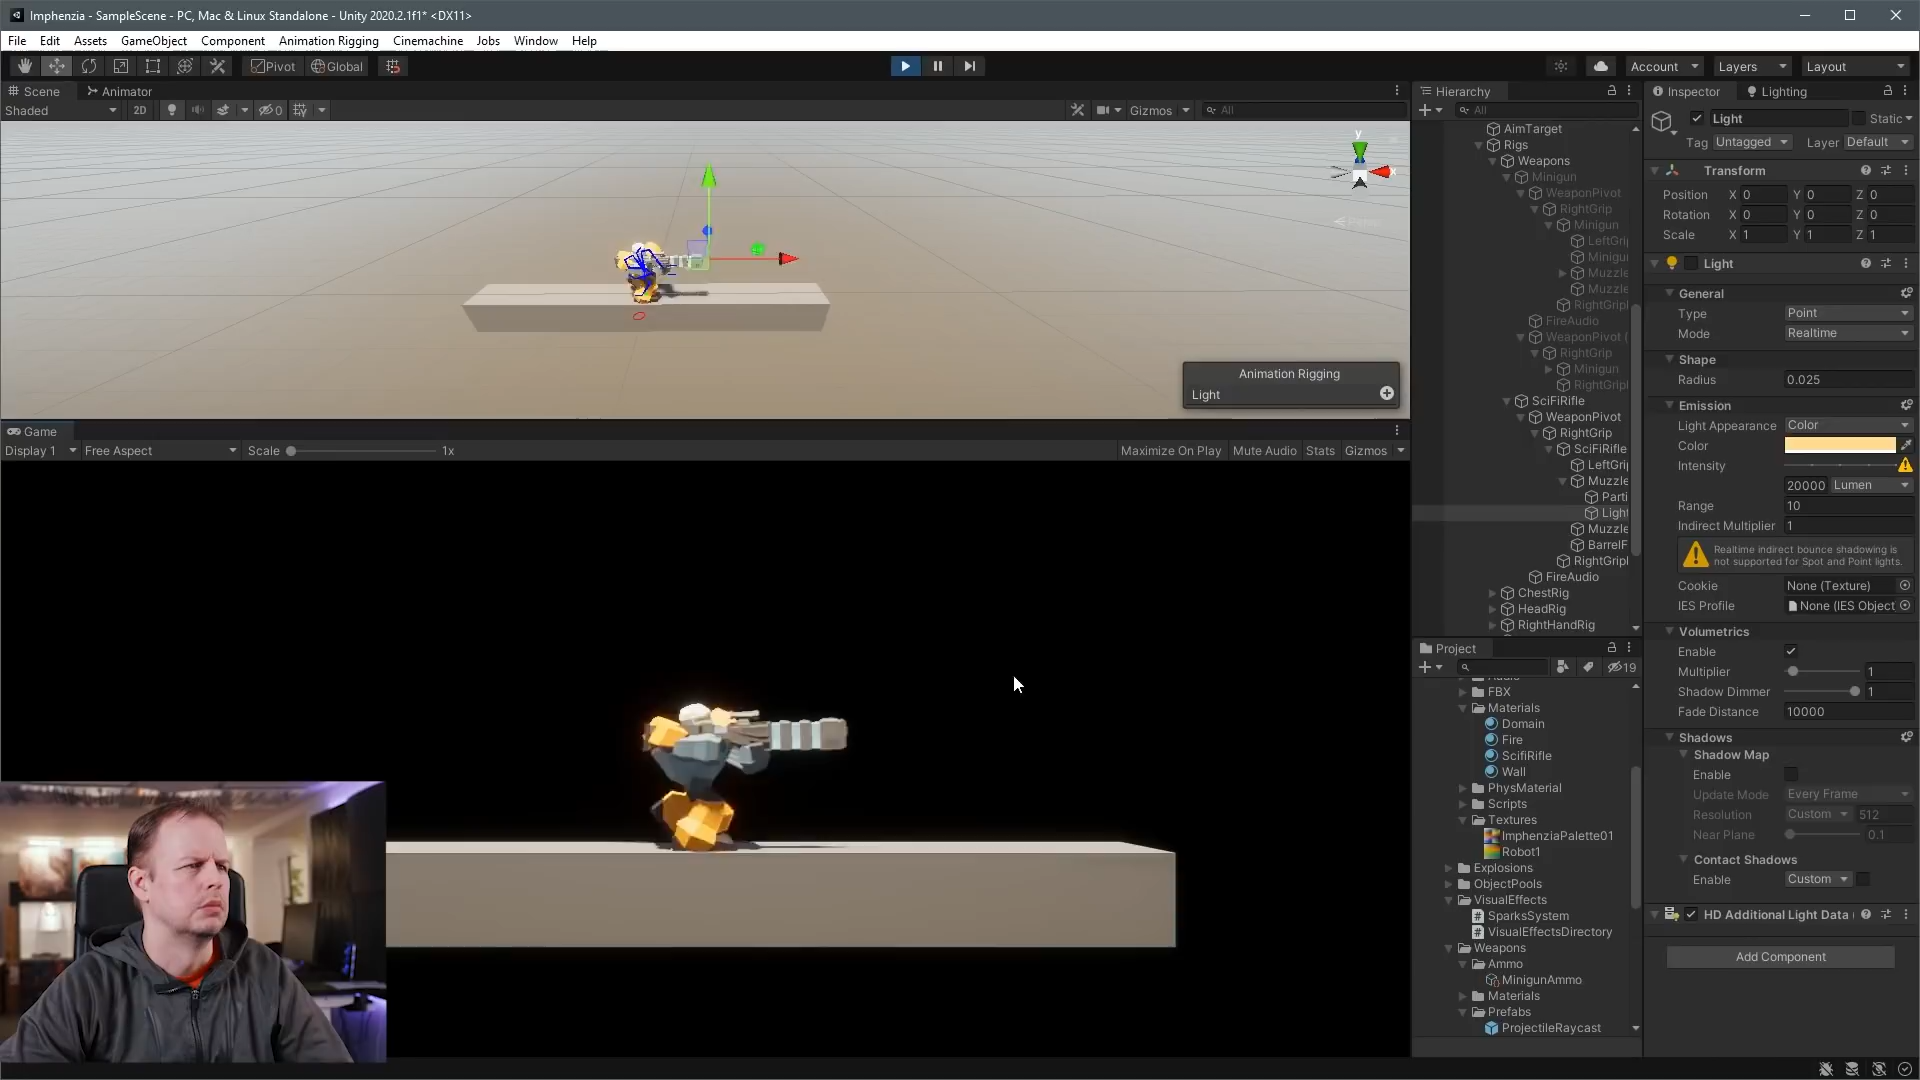 Imphenzia - SampleScene - PC, Mac & Linux Standalone - Unity 2020.2.1f1* <DX11>
File Edit Assets GameObject Component Animation Rigging Cinemachine Jobs Window Help
Pivot Global Account Layers Layout
Scene Animator
Shaded 2D 0 Gizmos All
y
x
Animation Rigging
Light
Game
Display 1 Free Aspect Scale 1x Maximize On Play Mute Audio Stats Gizmos
Hierarchy
All
AimTarget
Rigs
Weapons
Minigun
WeaponPivot
RightGrip
Minigun
LeftGri
Minigu
Muzzle
Muzzle
RightGripl
FireAudio
WeaponPivot (
RightGrip
Minigun
RightGripl
SciFiRifle
WeaponPivot
RightGrip
SciFiRifle
LeftGri
Muzzle
Parti
Light
Muzzle
BarrelF
RightGripl
FireAudio
ChestRig
HeadRig
RightHandRig
Project
19
Audio
FBX
Materials
Domain
Fire
ScifiRifle
Wall
PhysMaterial
Scripts
Textures
ImphenziaPalette01
Robot1
Explosions
ObjectPools
VisualEffects
SparksSystem
VisualEffectsDirectory
Weapons
Ammo
MinigunAmmo
Materials
Prefabs
ProjectileRaycast
Inspector Lighting
Light Static
Tag Untagged Layer Default
Transform
Position X 0 Y 0 Z 0
Rotation X 0 Y 0 Z 0
Scale X 1 Y 1 Z 1
Light
General
Type Point
Mode Realtime
Shape
Radius 0.025
Emission
Light Appearance Color
Color
Intensity
20000 Lumen
Range 10
Indirect Multiplier 1
Realtime indirect bounce shadowing is
not supported for Spot and Point lights.
Cookie None (Texture)
IES Profile None (IES Object
Volumetrics
Enable
Multiplier 1
Shadow Dimmer 1
Fade Distance 10000
Shadows
Shadow Map
Enable
Update Mode Every Frame
Resolution Custom 512
Near Plane 0.1
Contact Shadows
Enable Custom
HD Additional Light Data (
Add Component